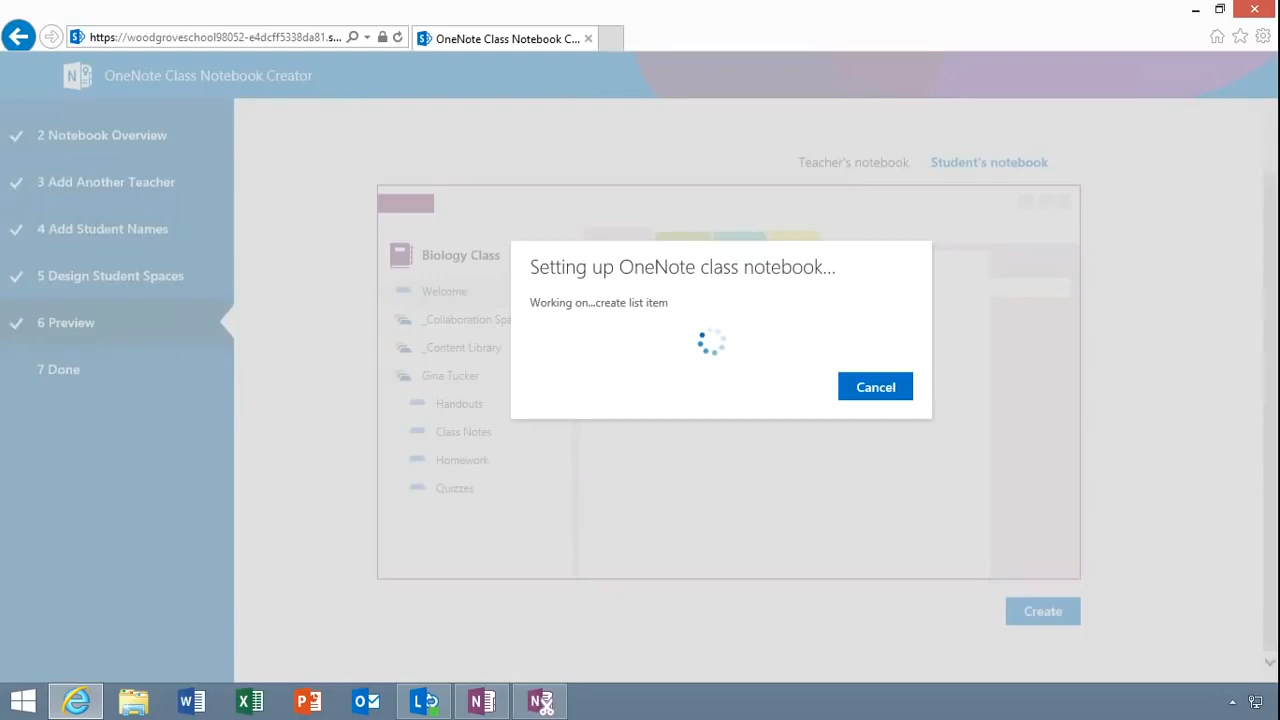 https://woodgroveschool98052-e4dcff5338da81.s...
OneNote Class Notebook C...
OneNote Class Notebook Creator
2 Notebook Overview
3 Add Another Teacher
4 Add Student Names
5 Design Student Spaces
6 Preview
7 Done
Teacher's notebook
Student's notebook
Biology Class
Welcome
_Collaboration Spa
_Content Library
Gina Tucker
Handouts
Class Notes
Homework
Quizzes
Setting up OneNote class notebook...
Working on...create list item
Cancel
Create